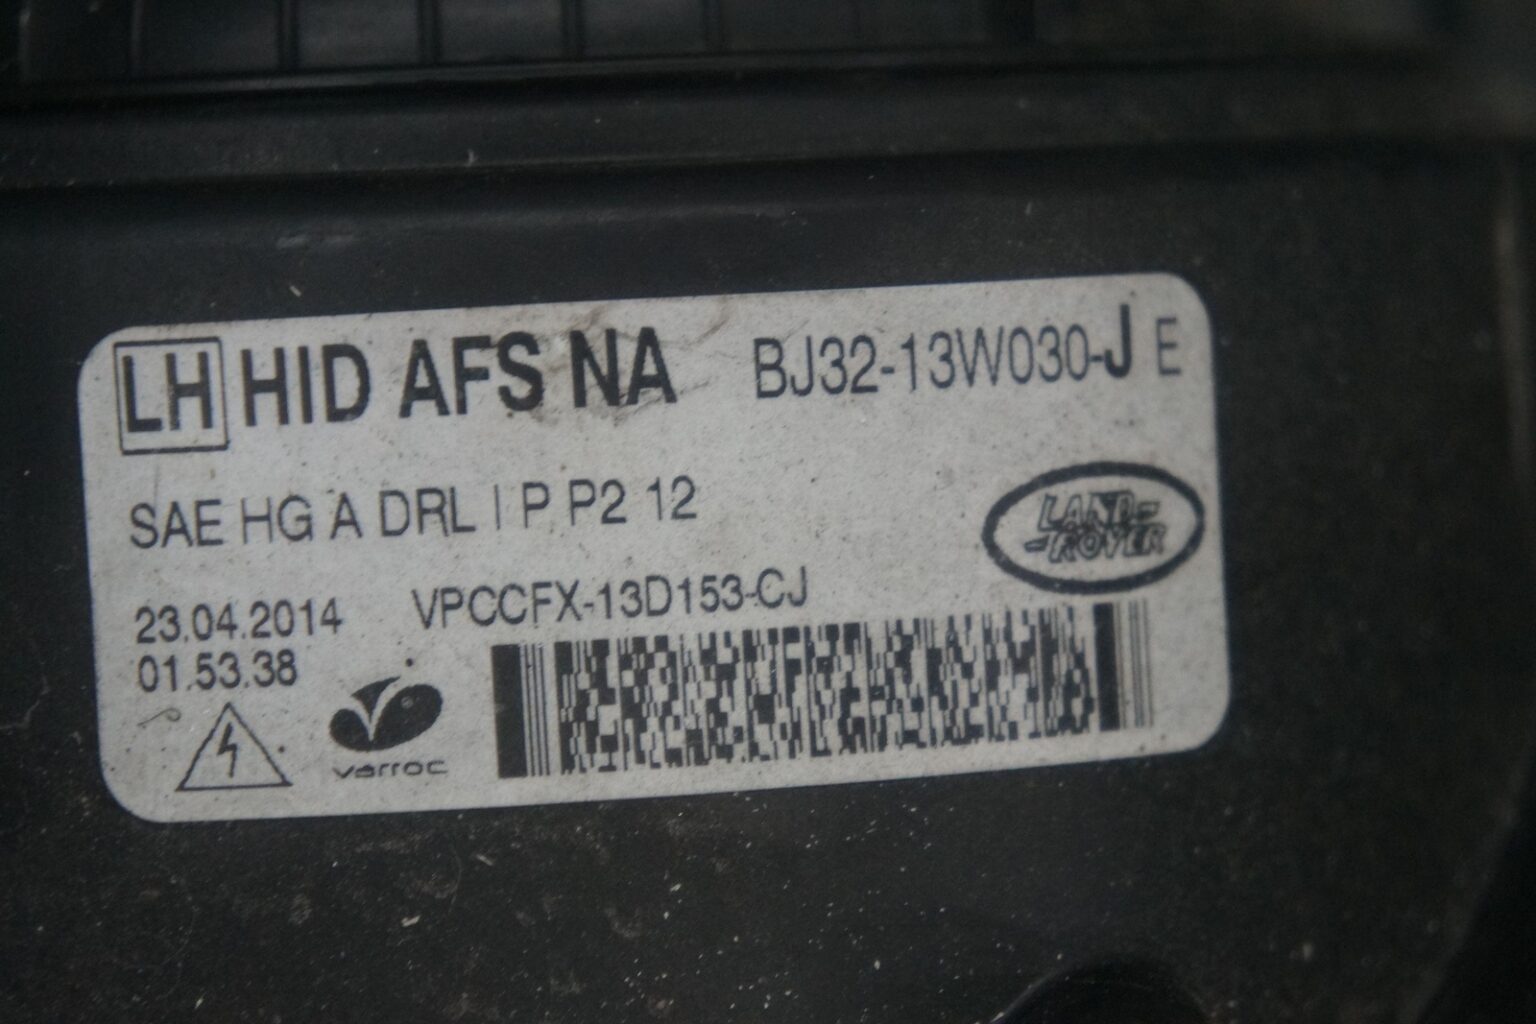 LH HID AFS NA BJ32-13W030-J E
SAE HG A DRL I P P2 12
LAND-
-ROVER
23.04.2014 VPCCFX-13D153-CJ
01.53.38
varroc